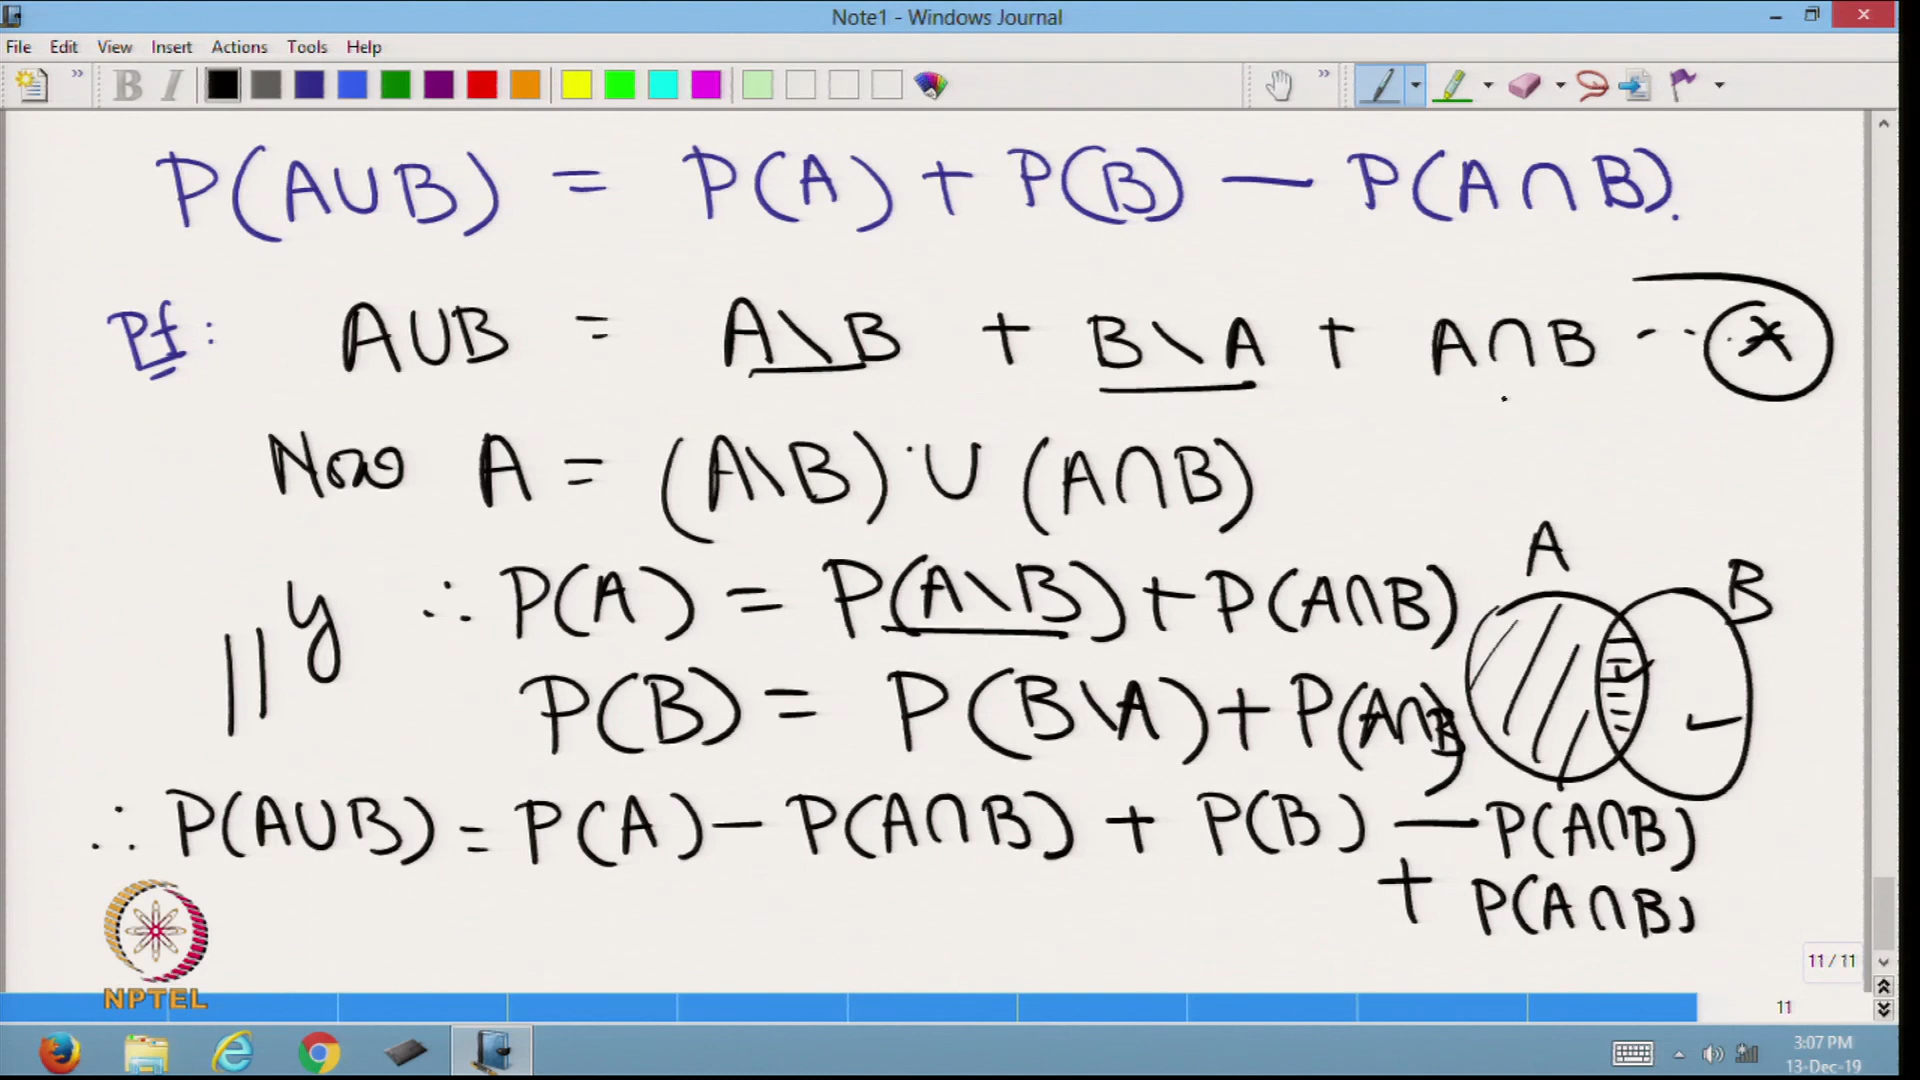 Note1 - Windows Journal
File Edit View Insert Actions Tools Help
B I
P(A∪B) = P(A) + P(B) — P(A∩B).
Pf: A∪B = A\B + B\A + A∩B -- *
Now A = (A\B) ∪ (A∩B)
A
B
||y ∴ P(A) = P(A\B) + P(A∩B)
P(B) = P(B\A) + P(A∩B)
∴ P(A∪B) = P(A) — P(A∩B) + P(B) — P(A∩B)
+ P(A∩B)
NPTEL
11 / 11
11
3:07 PM
13-Dec-19